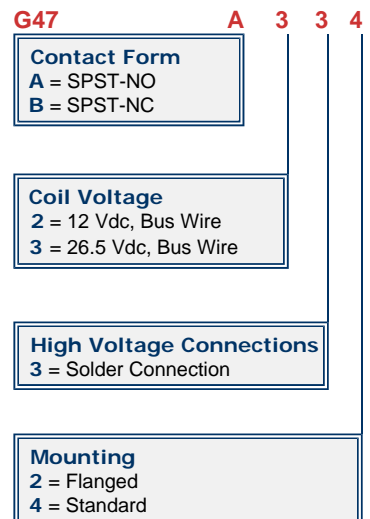 G47 A 3 3 4
Contact Form
A = SPST-NO
B = SPST-NC
Coil Voltage
2 = 12 Vdc, Bus Wire
3 = 26.5 Vdc, Bus Wire
High Voltage Connections
3 = Solder Connection
Mounting
2 = Flanged
4 = Standard